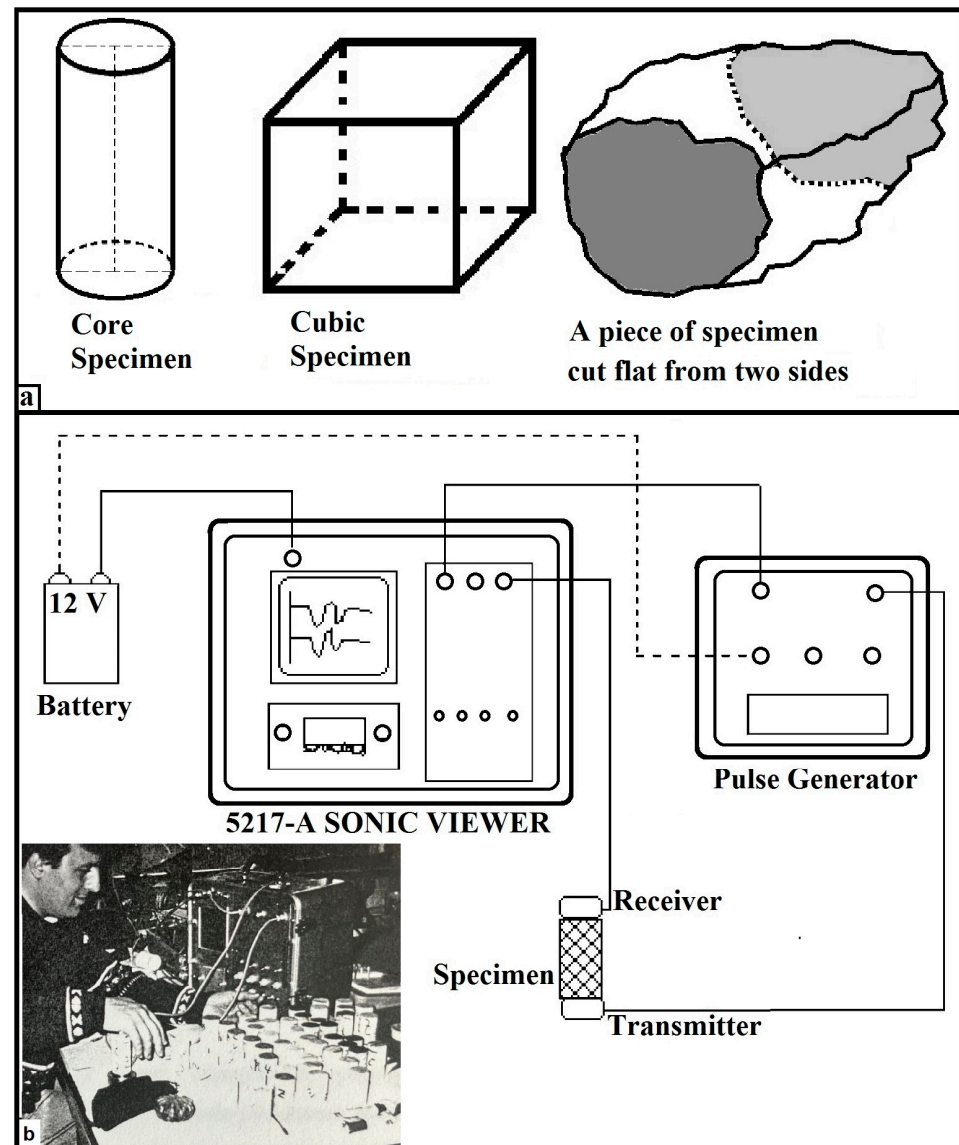 Core
Specimen
Cubic
Specimen
A piece of specimen
cut flat from two sides
a
12 V
Battery
5217-A SONIC VIEWER
Pulse Generator
Receiver
Specimen
Transmitter
b